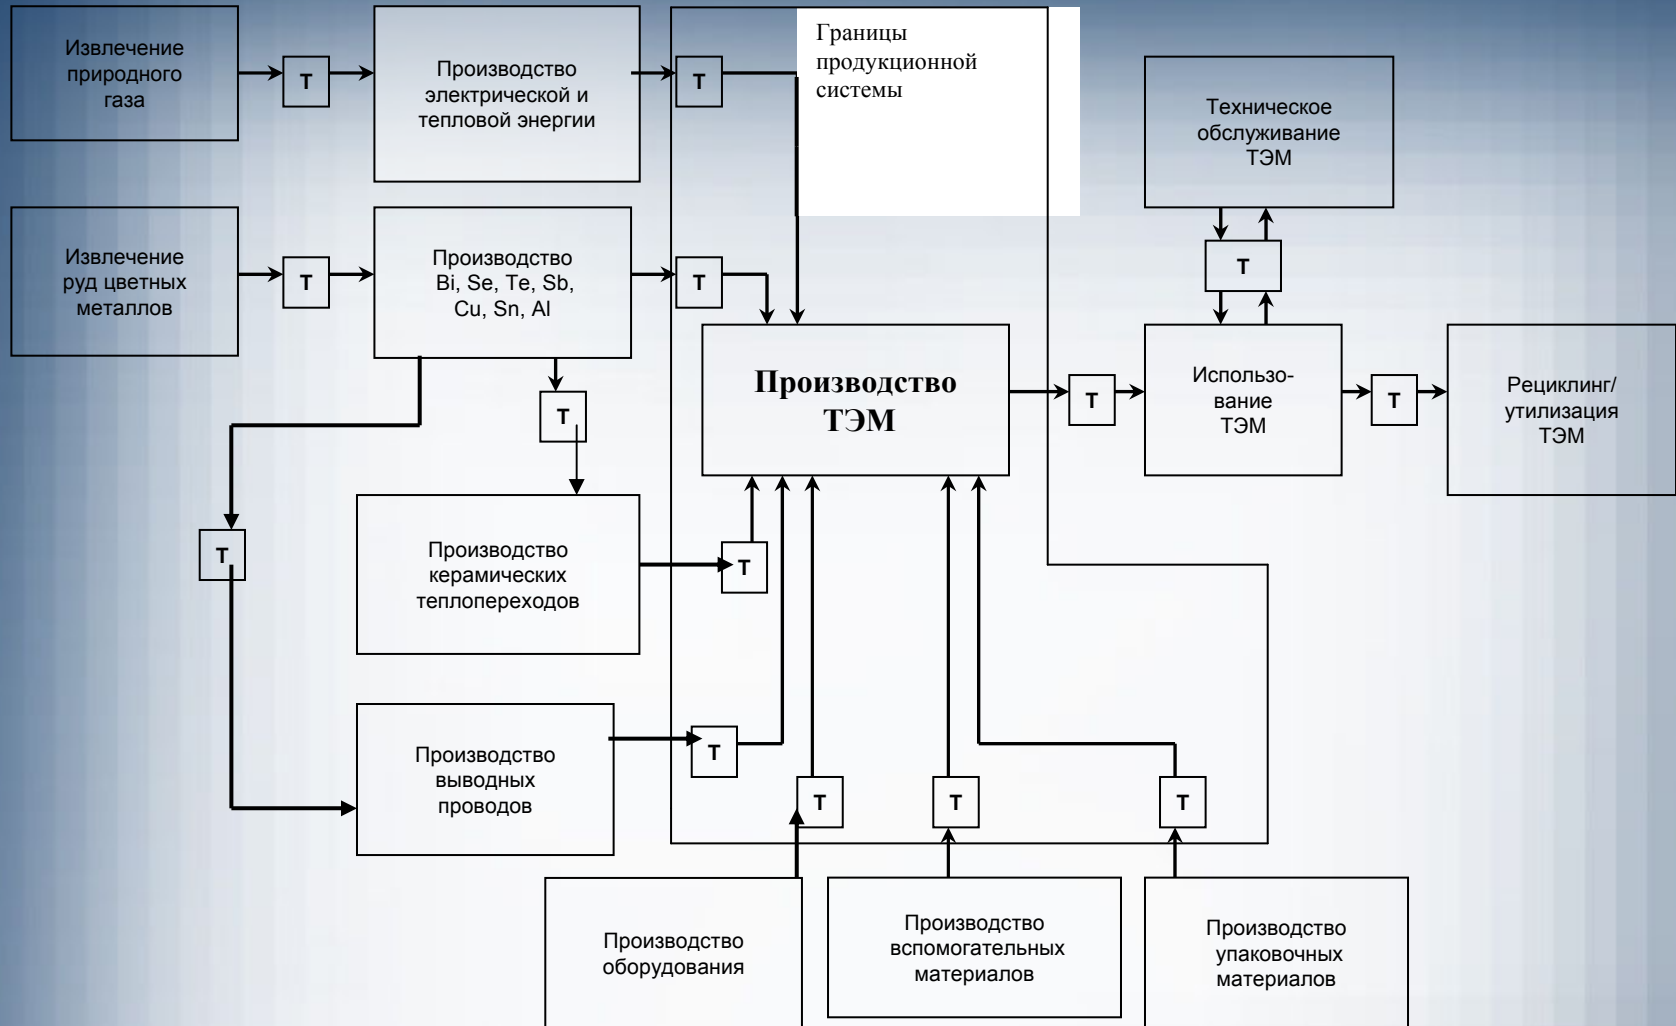 Извлечение
природного
газа
Т
Производство
электрической и
тепловой энергии
Т
Границы
продукционной
системы
Техническое
обслуживание
ТЭМ
Т
Извлечение
руд цветных
металлов
Т
Производство
Bi, Se, Te, Sb,
Cu, Sn, Al
Т
Т
Производство
ТЭМ
Т
Использо-
вание
ТЭМ
Т
Рециклинг/
утилизация
ТЭМ
Т
Производство
керамических
теплопереходов
Т
Производство
выводных
проводов
Т
Т
Т
Т
Производство
оборудования
Производство
вспомогательных
материалов
Производство
упаковочных
материалов